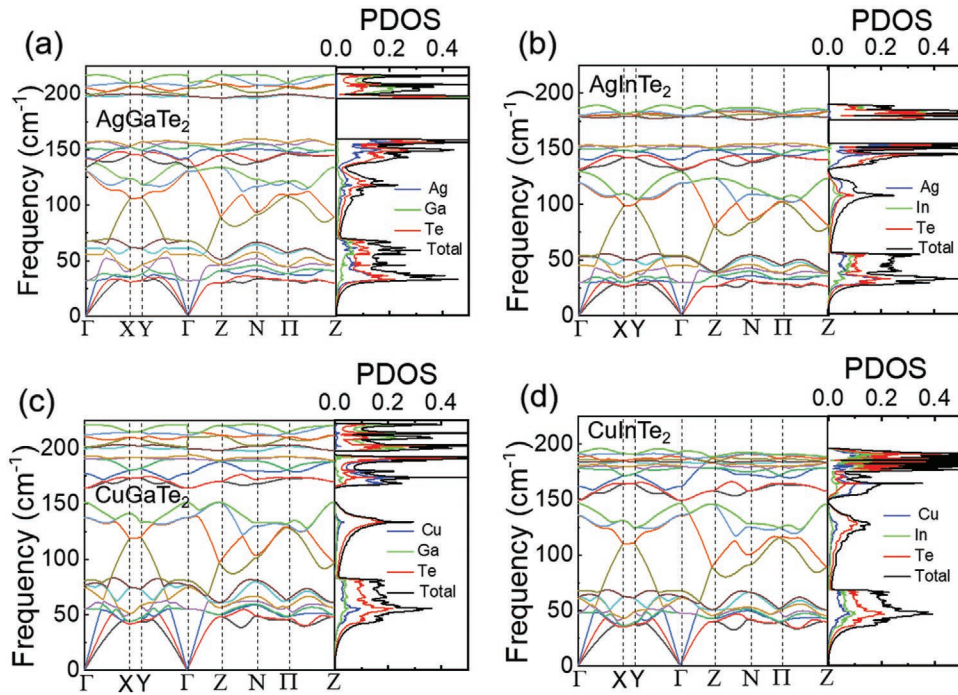 (a)
PDOS
0.0 0.2 0.4
AgGaTe2
Frequency (cm-1)
200
150
100
50
0
Ag
Ga
Te
Total
Γ X Y Γ Z N Π Z
(b)
PDOS
0.0 0.2 0.4
AgInTe2
Frequency (cm-1)
200
150
100
50
0
Ag
In
Te
Total
Γ X Y Γ Z N Π Z
(c)
PDOS
0.0 0.2 0.4
CuGaTe2
Frequency (cm-1)
200
150
100
50
0
Cu
Ga
Te
Total
Γ X Y Γ Z N Π Z
(d)
PDOS
0.0 0.2 0.4
CuInTe2
Frequency (cm-1)
200
150
100
50
0
Cu
In
Te
Total
Γ X Y Γ Z N Π Z